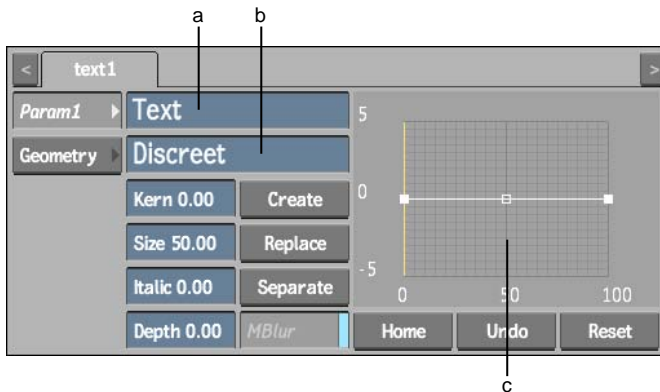 a b
< text1 >
Param1 Text 5
Geometry Discreet
Kern 0.00 Create 0
Size 50.00 Replace
Italic 0.00 Separate -5
0 50 100
Depth 0.00 MBlur Home Undo Reset
c